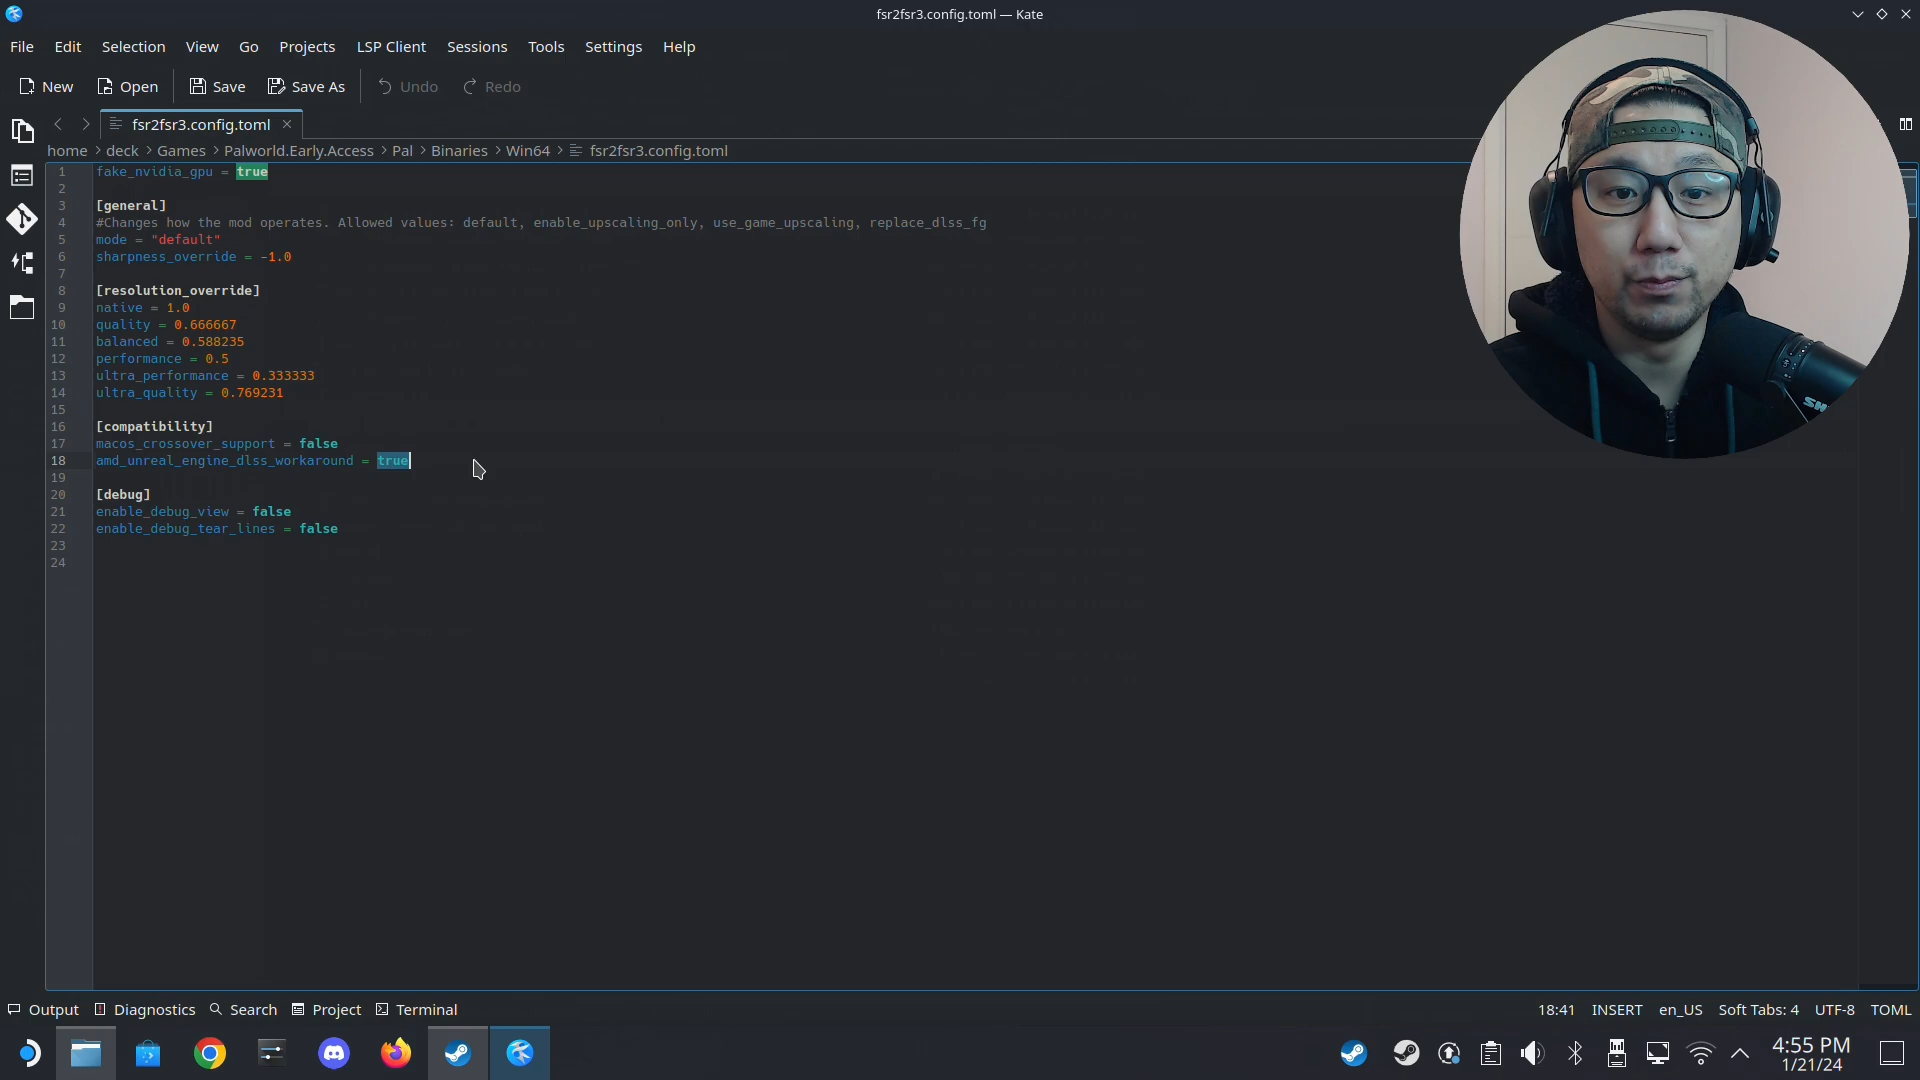 fsr2fsr3.config.toml — Kate
File Edit Selection View Go Projects LSP Client Sessions Tools Settings Help
New Open Save Save As Undo Redo
fsr2fsr3.config.toml
home > deck > Games > Palworld.Early.Access > Pal > Binaries > Win64 > fsr2fsr3.config.toml
1 fake_nvidia_gpu = true
2
3 [general]
4 #Changes how the mod operates. Allowed values: default, enable_upscaling_only, use_game_upscaling, replace_dlss_fg
5 mode = "default"
6 sharpness_override = -1.0
7
8 [resolution_override]
9 native = 1.0
10 quality = 0.666667
11 balanced = 0.588235
12 performance = 0.5
13 ultra_performance = 0.333333
14 ultra_quality = 0.769231
15
16 [compatibility]
17 macos_crossover_support = false
18 amd_unreal_engine_dlss_workaround = true
19
20 [debug]
21 enable_debug_view = false
22 enable_debug_tear_lines = false
23
24
Output Diagnostics Search Project Terminal
18:41 INSERT en_US Soft Tabs: 4 UTF-8 TOML
4:55 PM
1/21/24